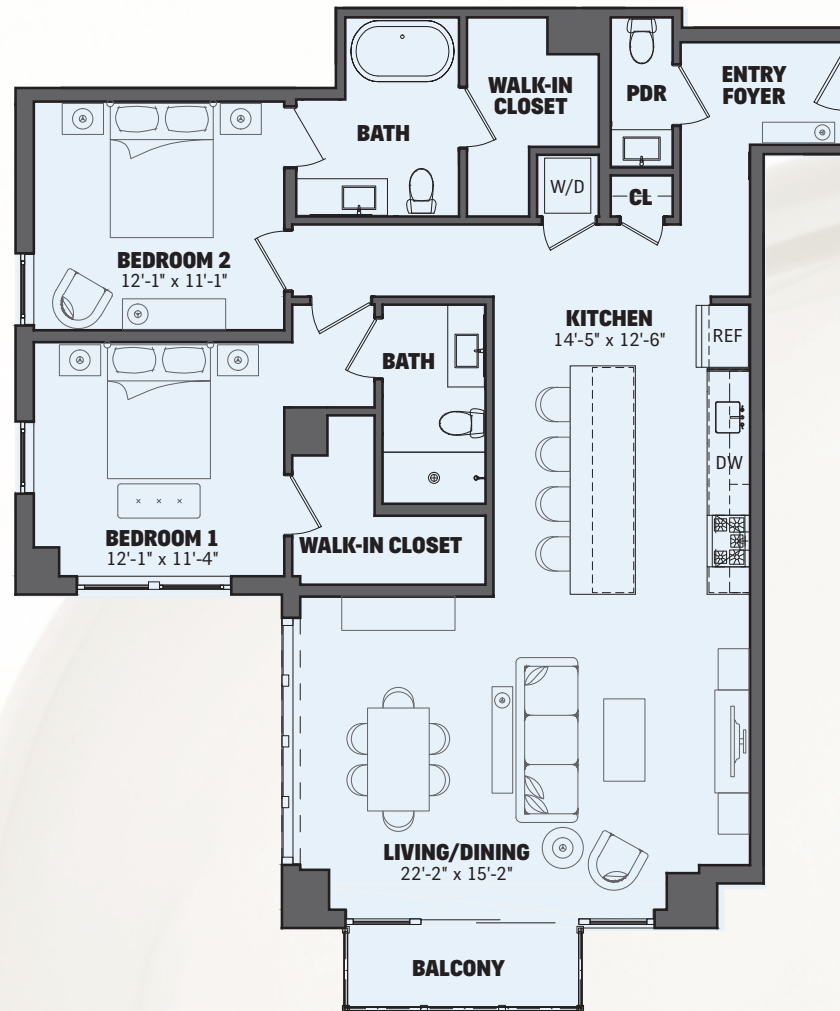 WALK-IN
CLOSET
PDR
ENTRY
FOYER
BATH
W/D
CL
BEDROOM 2
12'-1" x 11'-1"
KITCHEN
14'-5" x 12'-6"
REF
BATH
DW
BEDROOM 1
12'-1" x 11'-4"
WALK-IN CLOSET
LIVING/DINING
22'-2" x 15'-2"
BALCONY